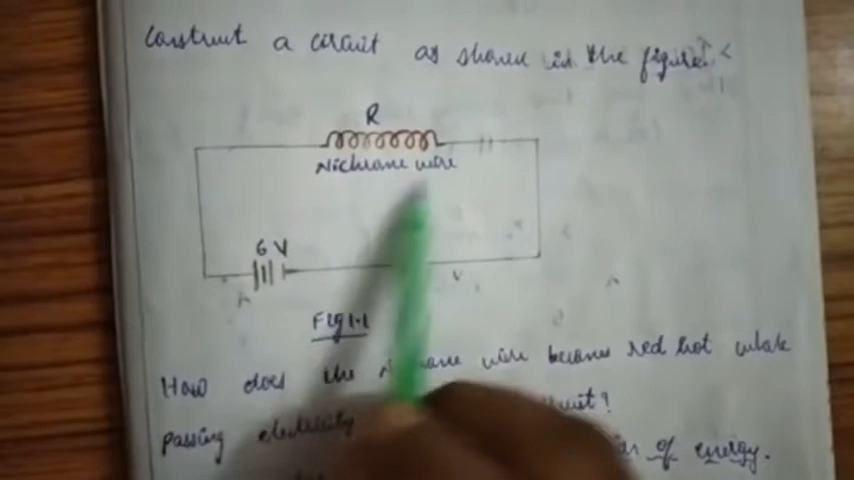 Construct a circuit as shown in the figure.
R
Nichrome wire
6 V
Fig 1.1
How does the wire becomes red hot while
passing electricity
of energy.